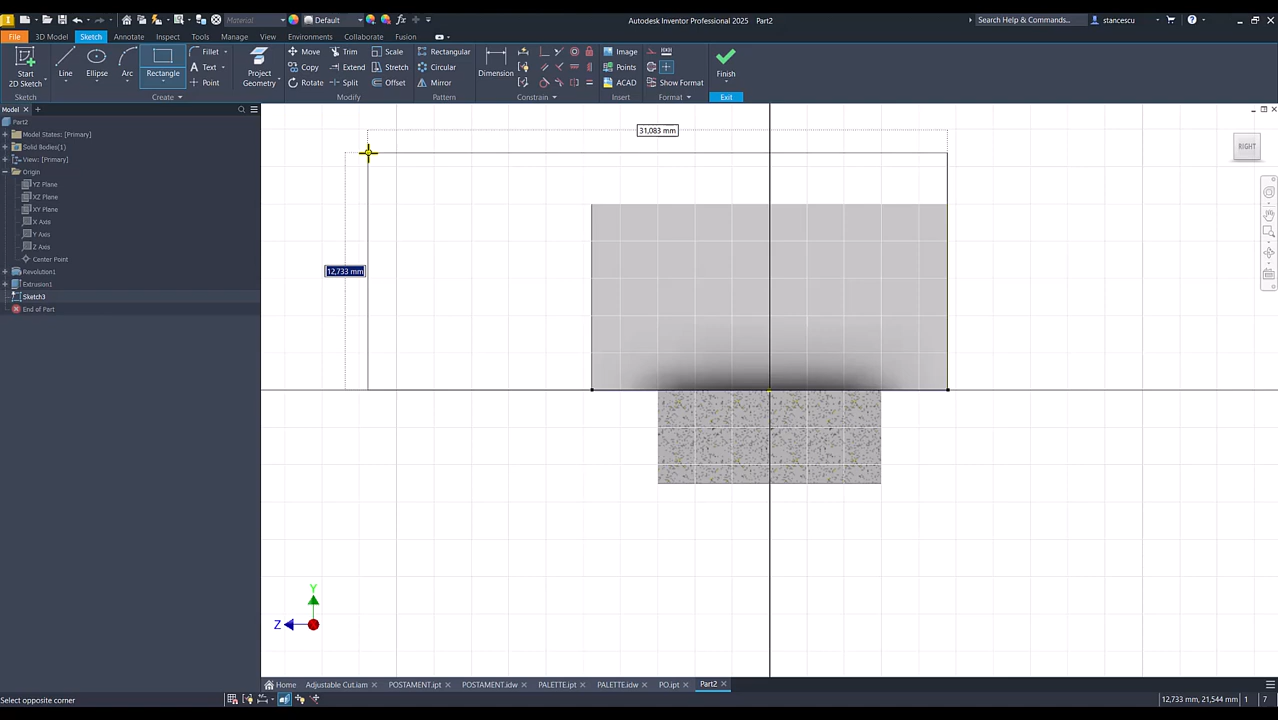 Material
Default
Autodesk Inventor Professional 2025 Part2
Search Help & Commands...
stancescu
File
3D Model
Sketch
Annotate
Inspect
Tools
Manage
View
Environments
Collaborate
Fusion
Start
2D Sketch
Line
Ellipse
Arc
Rectangle
Fillet
Text
Point
Project
Geometry
Move
Copy
Rotate
Trim
Extend
Split
Scale
Stretch
Offset
Rectangular
Circular
Mirror
Dimension
Image
Points
ACAD
Show Format
Finish
Sketch
Create
Modify
Pattern
Constrain
Insert
Format
Exit
Model
Part2
Model States: [Primary]
Solid Bodies(1)
View: [Primary]
Origin
YZ Plane
XZ Plane
XY Plane
X Axis
Y Axis
Z Axis
Center Point
Revolution1
Extrusion1
Sketch3
End of Part
31,083 mm
12,733 mm
RIGHT
Y
Z
Home
Adjustable Cut.iam
POSTAMENT.ipt
POSTAMENT.idw
PALETTE.ipt
PALETTE.idw
PO.ipt
Part2
Select opposite corner
12,733 mm, 21,544 mm
1
7